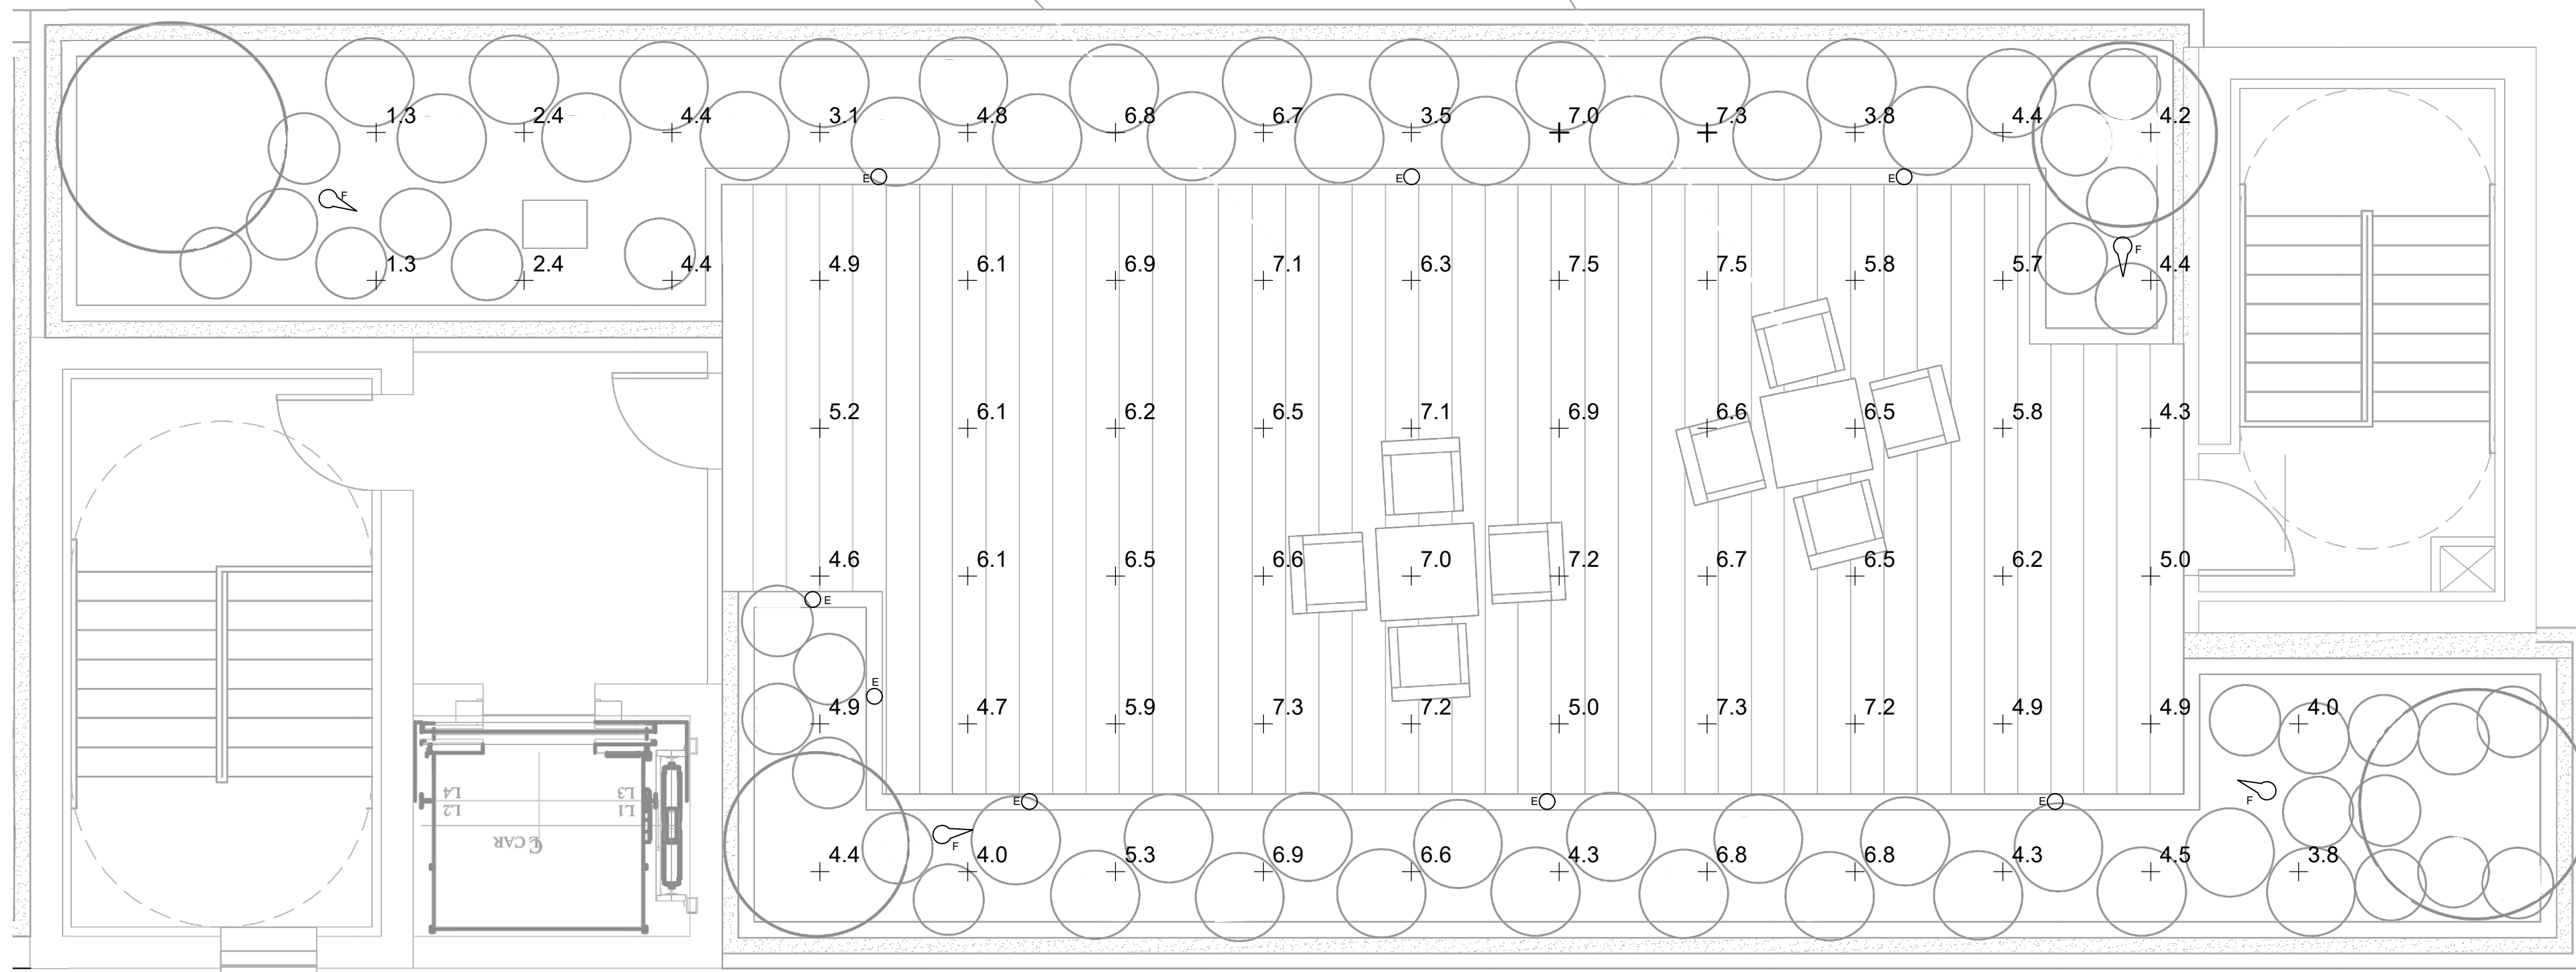 1.3 2.4 4.4 3.1 4.8 6.8 6.7 3.5 7.0 7.3 3.8 4.4 4.2
E E E
F
F
1.3 2.4 4.4 4.9 6.1 6.9 7.1 6.3 7.5 7.5 5.8 5.7 4.4
5.2 6.1 6.2 6.5 7.1 6.9 6.6 6.5 5.8 4.3
4.6 6.1 6.5 6.6 7.0 7.2 6.7 6.5 6.2 5.0
E
E
4.9 4.7 5.9 7.3 7.2 5.0 7.3 7.2 4.9 4.9 4.0
L4 L3
L2 L1
F
E E E
℄ CAR
F
4.4 4.0 5.3 6.9 6.6 4.3 6.8 6.8 4.3 4.5 3.8